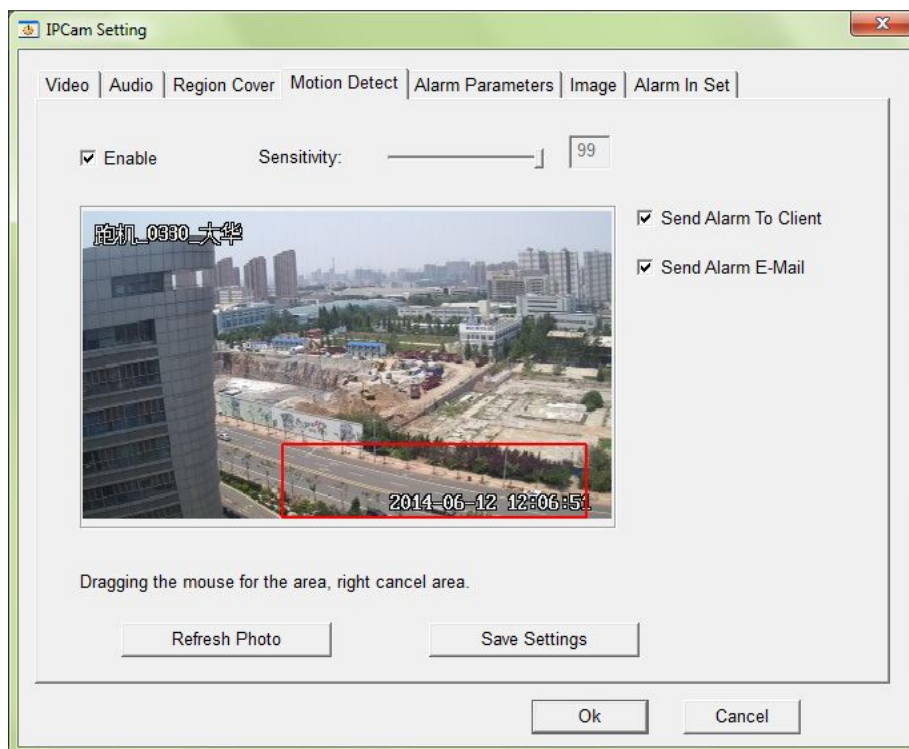 IPCam Setting
Video Audio Region Cover Motion Detect Alarm Parameters Image Alarm In Set
Enable Sensitivity: 99
跑机_0330_大华
Send Alarm To Client
Send Alarm E-Mail
2014-06-12 12:06:51
Dragging the mouse for the area, right cancel area.
Refresh Photo Save Settings
Ok Cancel